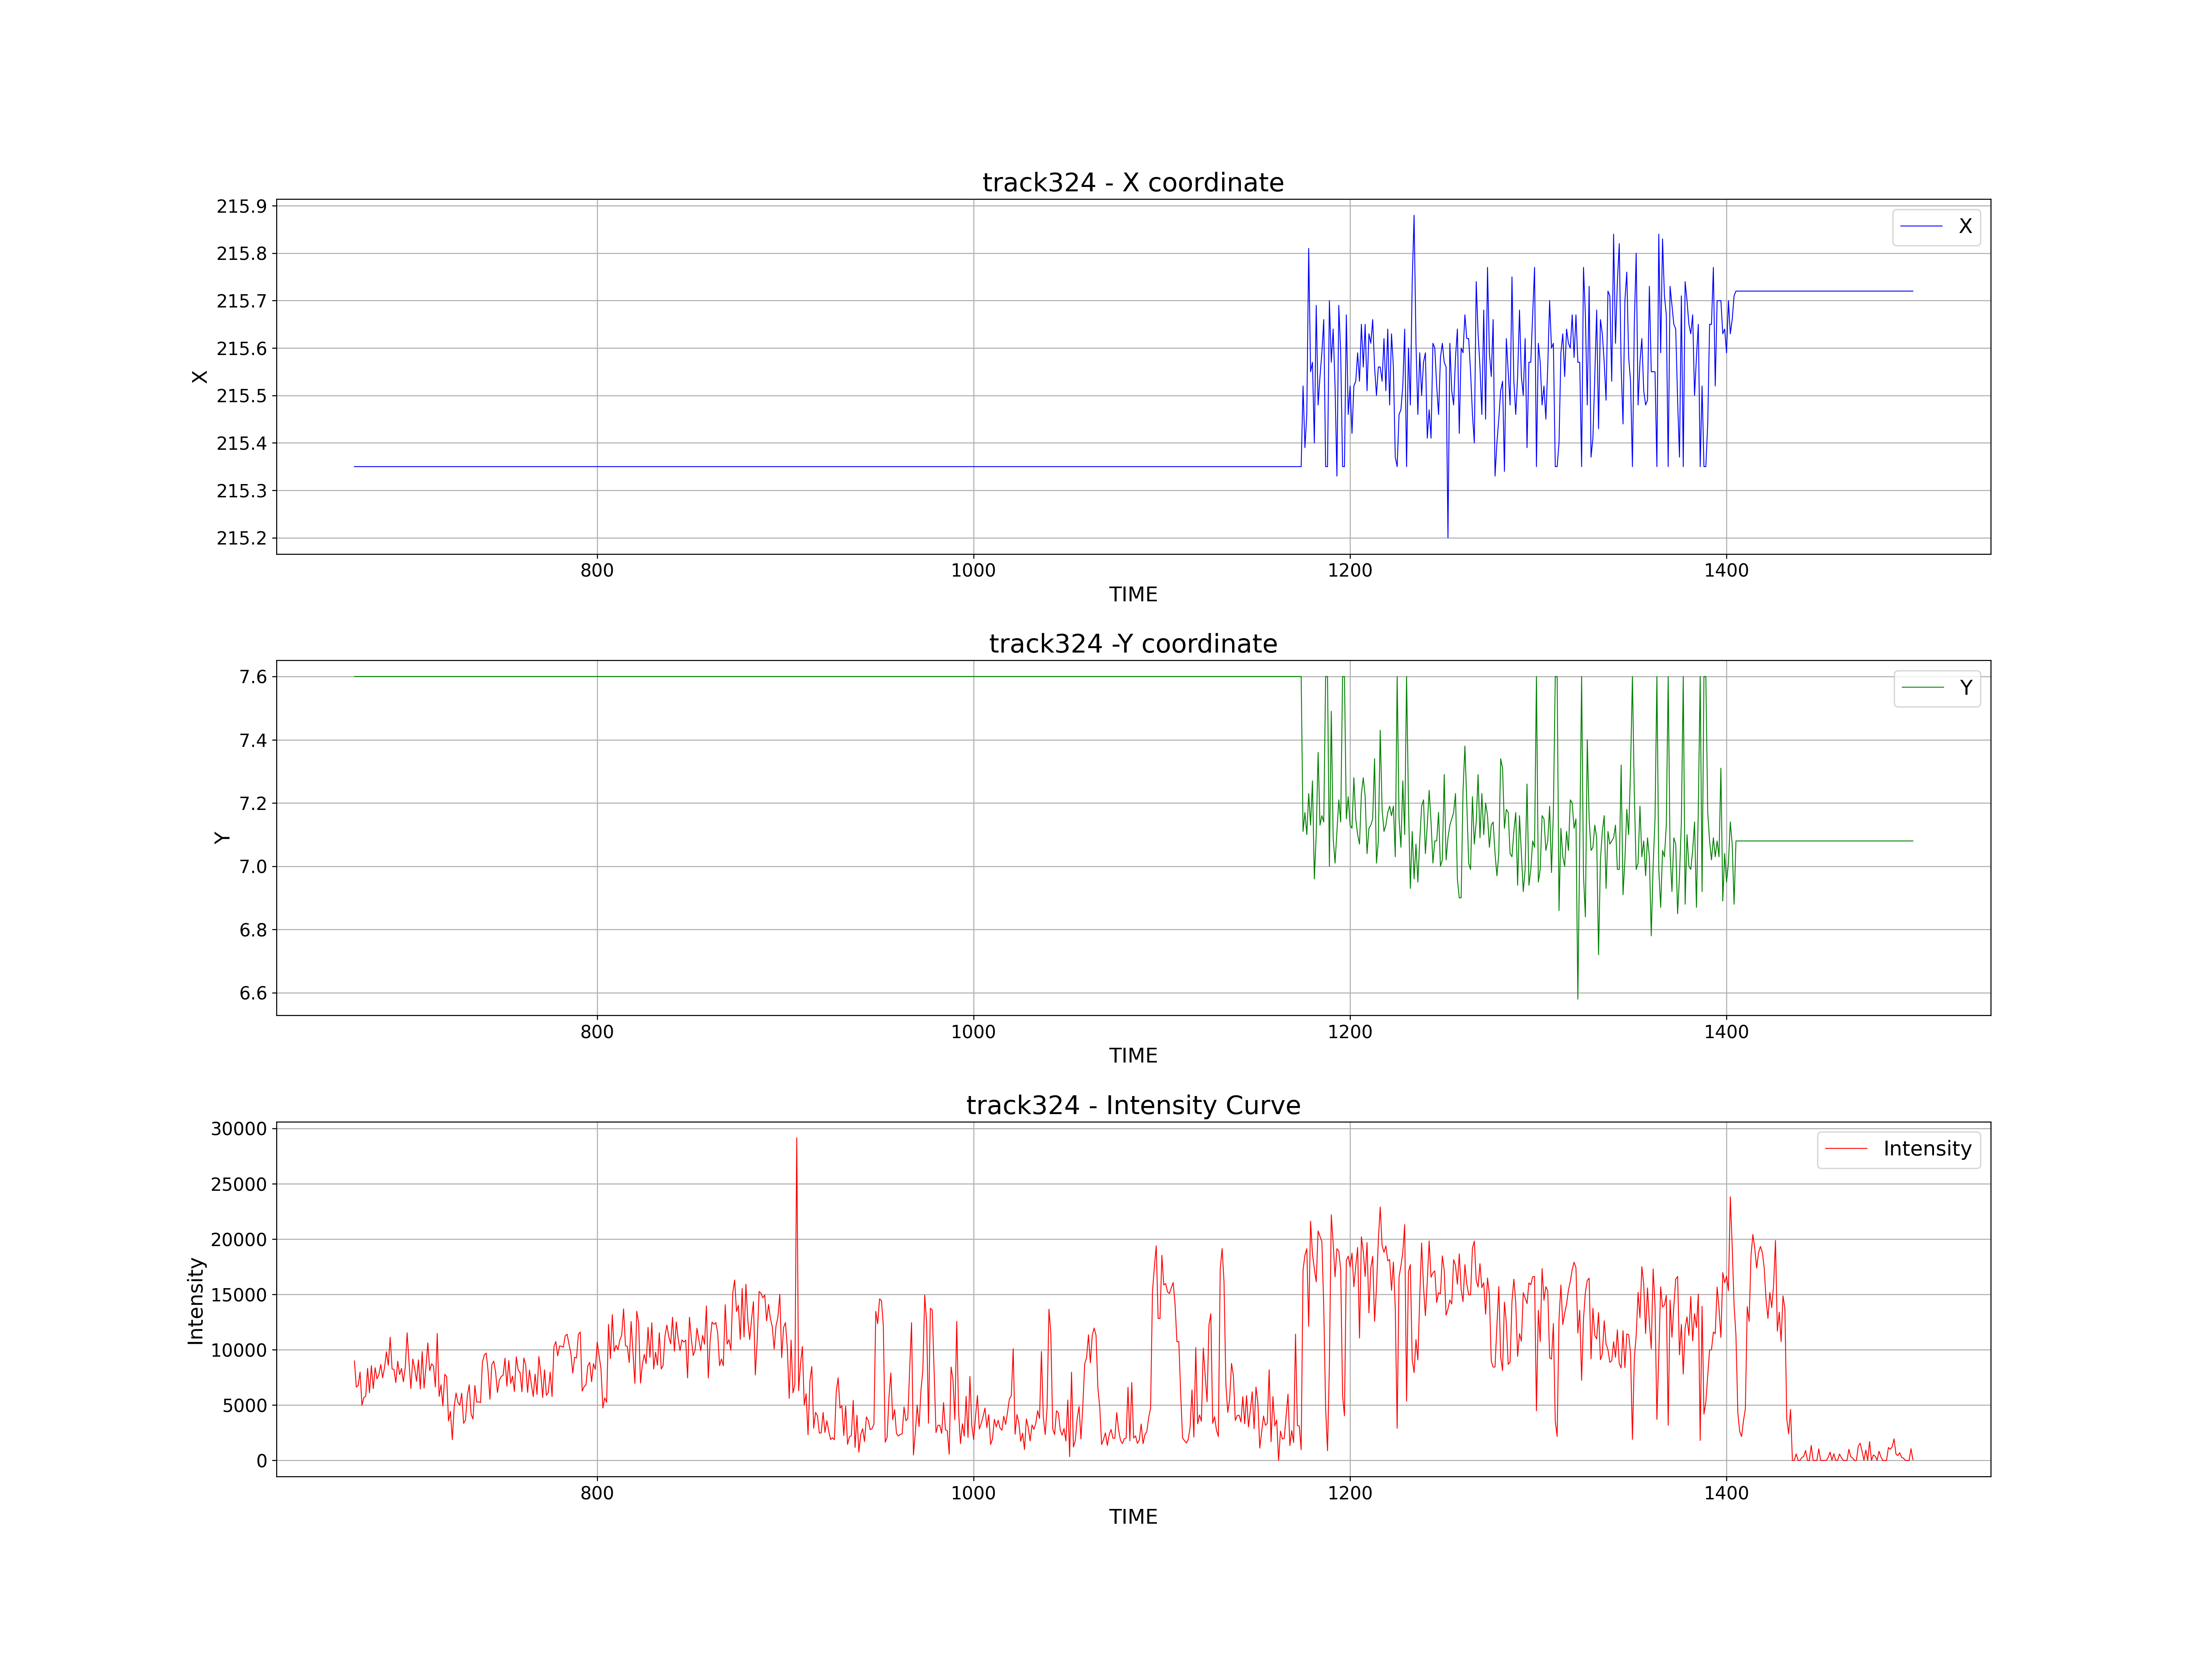 track324 - X coordinate
215.9
215.8
215.7
215.6
215.5
215.4
215.3
215.2
X
X
800 1000 1200 1400
TIME
track324 -Y coordinate
7.6
7.4
7.2
7.0
6.8
6.6
Y
Y
800 1000 1200 1400
TIME
track324 - Intensity Curve
30000
25000
20000
15000
10000
5000
0
Intensity
Intensity
800 1000 1200 1400
TIME